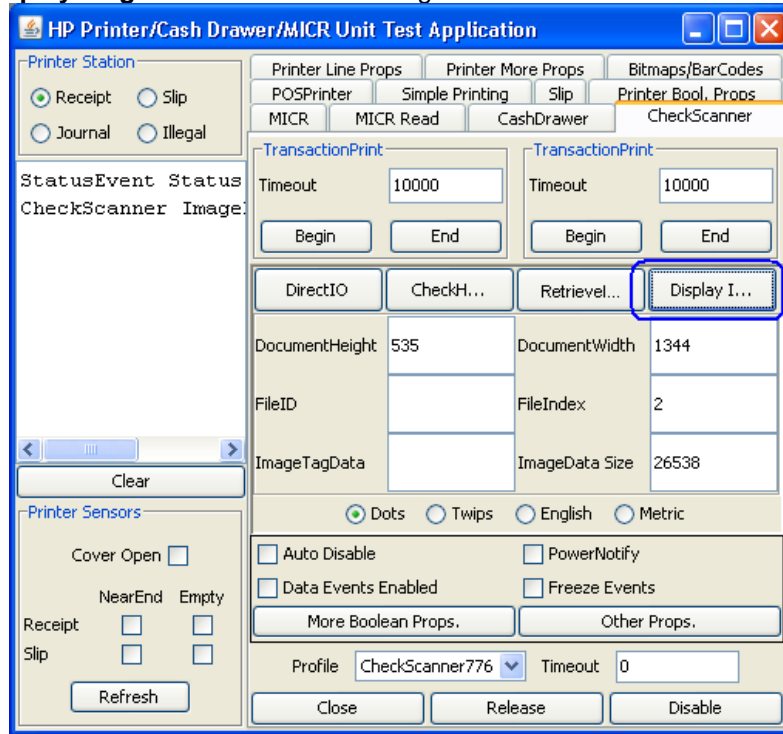 HP Printer/Cash Drawer/MICR Unit Test Application
Printer Station
Receipt Slip
Journal Illegal
StatusEvent Status
CheckScanner Image
Clear
Printer Sensors
Cover Open
NearEnd Empty
Receipt
Slip
Refresh
Printer Line Props Printer More Props Bitmaps/BarCodes
POSPrinter Simple Printing Slip Printer Bool. Props
MICR MICR Read CashDrawer CheckScanner
TransactionPrint TransactionPrint
Timeout 10000 Timeout 10000
Begin End Begin End
DirectIO CheckH... RetrieveI... Display I...
DocumentHeight 535 DocumentWidth 1344
FileID FileIndex 2
ImageTagData ImageData Size 26538
Dots Twips English Metric
Auto Disable PowerNotify
Data Events Enabled Freeze Events
More Boolean Props. Other Props.
Profile CheckScanner776 Timeout 0
Close Release Disable